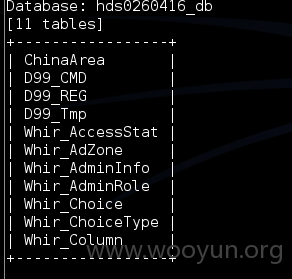 Database: hds0260416_db
[11 tables]
+-----------------+
| ChinaArea |
| D99_CMD |
| D99_REG |
| D99_Tmp |
| Whir_AccessStat |
| Whir_AdZone |
| Whir_AdminInfo |
| Whir_AdminRole |
| Whir_Choice |
| Whir_ChoiceType |
| Whir_Column |
+-----------------+
www.wooyun.org